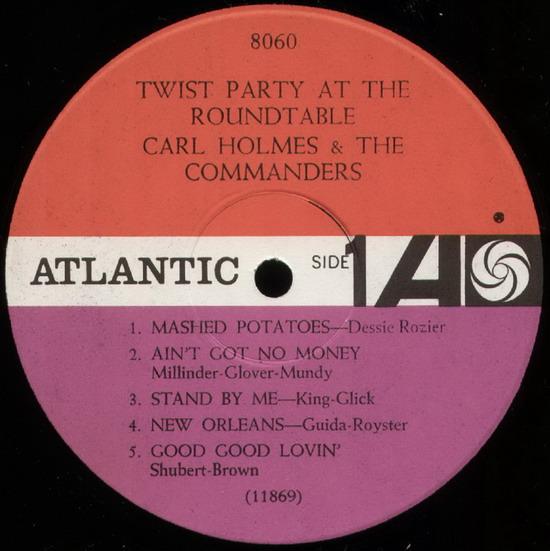 8060
TWIST PARTY AT THE
ROUNDTABLE
CARL HOLMES & THE
COMMANDERS
ATLANTIC
SIDE 1
A
1. MASHED POTATOES—Dessie Rozier
2. AIN'T GOT NO MONEY
Millinder-Glover-Mundy
3. STAND BY ME—King-Glick
4. NEW ORLEANS—Guida-Royster
5. GOOD GOOD LOVIN'
Shubert-Brown
(11869)